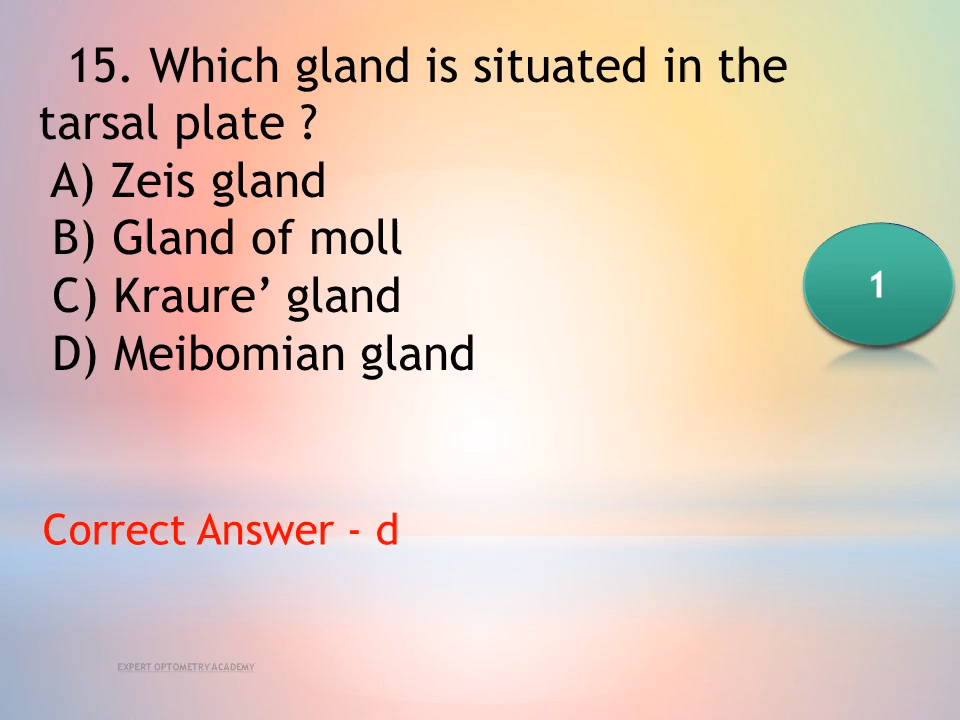 15. Which gland is situated in the
tarsal plate ?
A) Zeis gland
B) Gland of moll
C) Kraure’ gland
D) Meibomian gland
1
Correct Answer - d
EXPERT OPTOMETRY ACADEMY